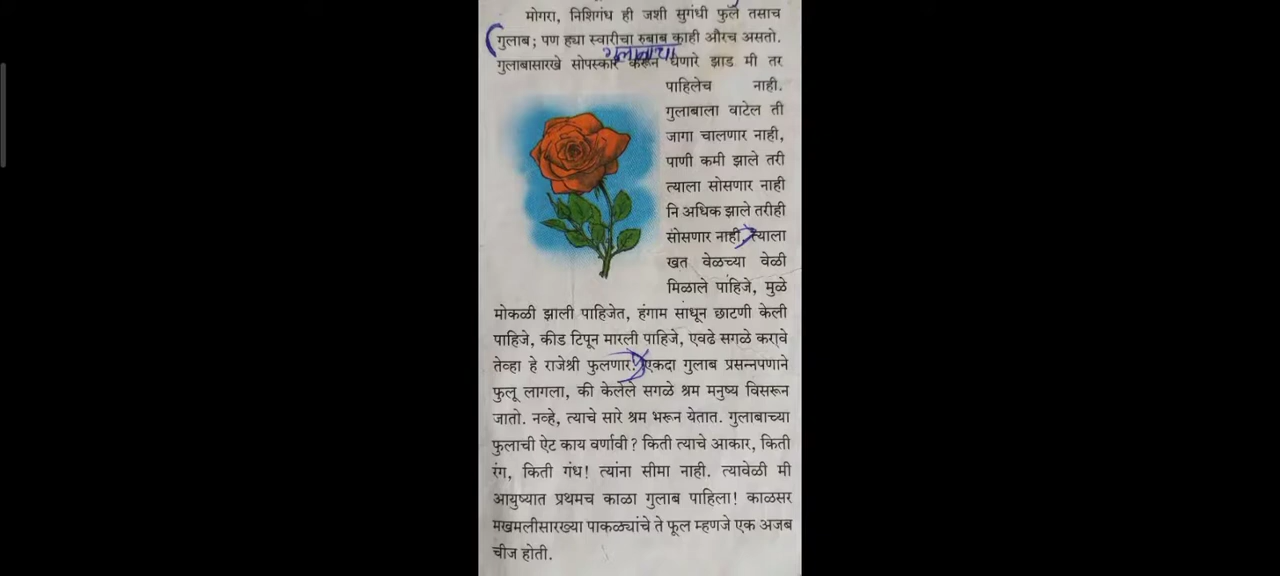 मोगरा, निशिगंध ही जशी सुगंधी फुले तसाच
गुलाब; पण ह्या स्वारीचा रुबाब काही औरच असतो.
गुलाबाचा
गुलाबासारखे सोपस्कार करून घेणारे झाड मी तर
पाहिलेच नाही.
गुलाबाला वाटेल ती
जागा चालणार नाही,
पाणी कमी झाले तरी
त्याला सोसणार नाही
नि अधिक झाले तरीही
सोसणार नाही. त्याला
खत वेळच्या वेळी
मिळाले पाहिजे, मुळे
मोकळी झाली पाहिजेत, हंगाम साधून छाटणी केली
पाहिजे, कीड टिपून मारली पाहिजे, एवढे सगळे करावे
तेव्हा हे राजेश्री फुलणार! एकदा गुलाब प्रसन्नपणाने
फुलू लागला, की केलेले सगळे श्रम मनुष्य विसरून
जातो. नव्हे, त्याचे सारे श्रम भरून येतात. गुलाबाच्या
फुलाची ऐट काय वर्णावी? किती त्याचे आकार, किती
रंग, किती गंध! त्यांना सीमा नाही. त्यावेळी मी
आयुष्यात प्रथमच काळा गुलाब पाहिला! काळसर
मखमलीसारख्या पाकळ्यांचे ते फूल म्हणजे एक अजब
चीज होती.